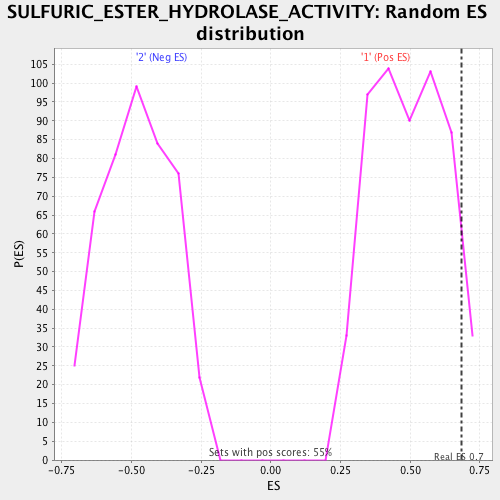 SULFURIC_ESTER_HYDROLASE_ACTIVITY: Random ES
distribution
'2' (Neg ES)
'1' (Pos ES)
105
100
95
90
85
80
75
70
65
60
55
50
45
40
35
30
25
20
15
10
5
0
P(ES)
Sets with pos scores: 55%
Real ES 0.7
-0.75 -0.50 -0.25 0.00 0.25 0.50 0.75
ES